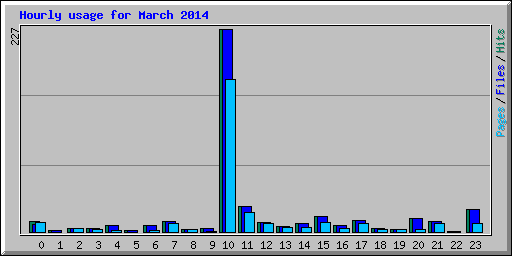 Hourly usage for March 2014
227
Pages/Files/Hits
0 1 2 3 4 5 6 7 8 9 10 11 12 13 14 15 16 17 18 19 20 21 22 23